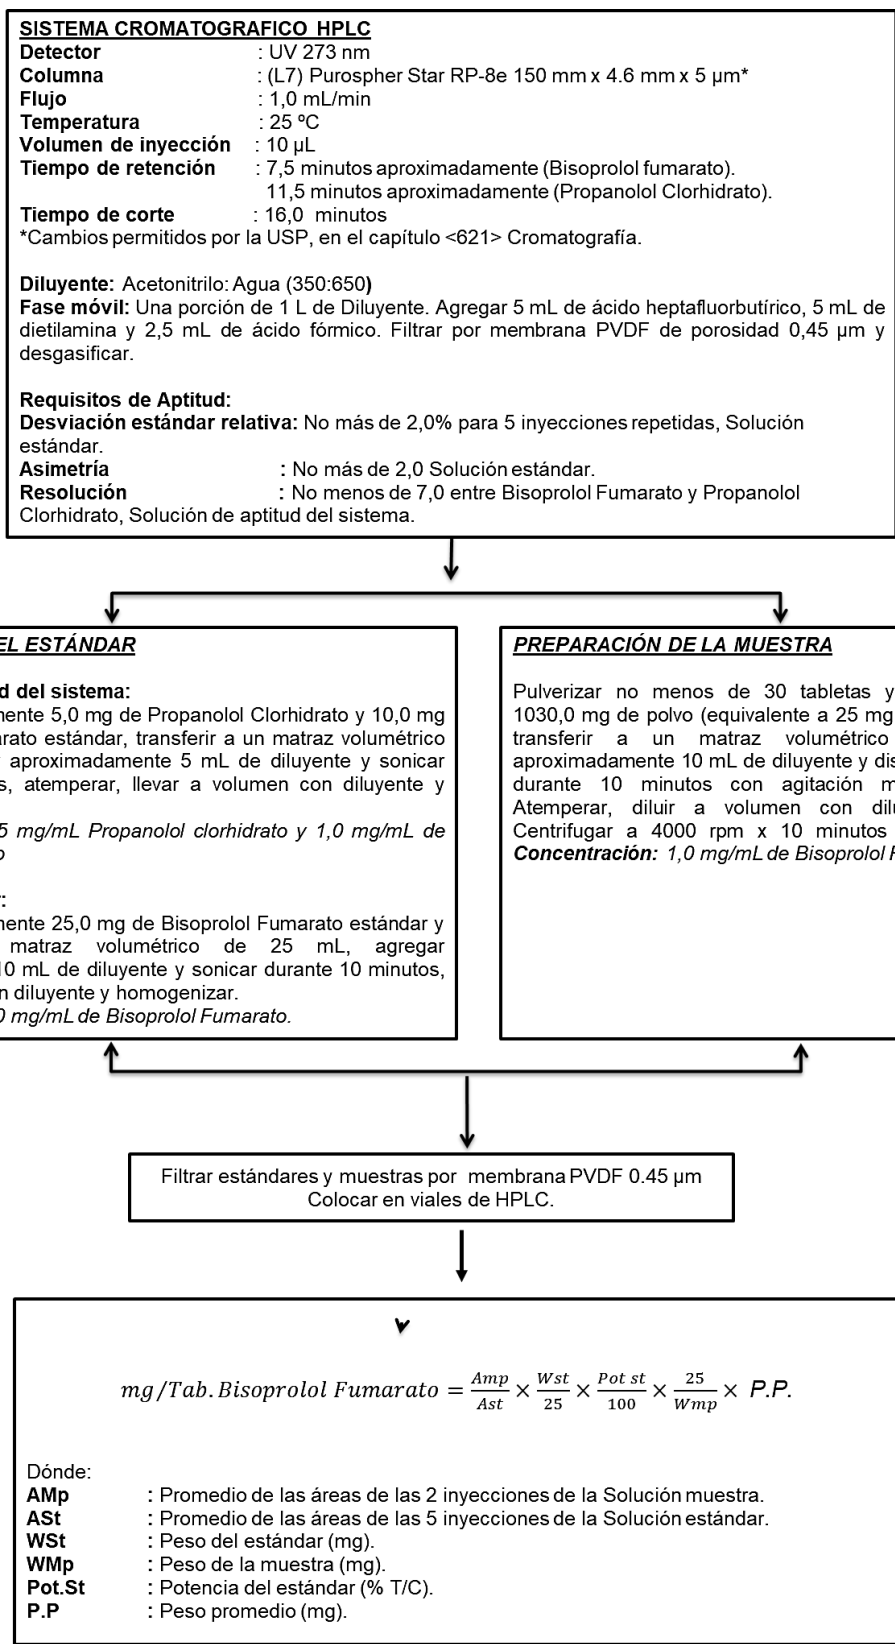 SISTEMA CROMATOGRAFICO HPLC
Detector : UV 273 nm
Columna : (L7) Purospher Star RP-8e 150 mm x 4.6 mm x 5 µm*
Flujo : 1,0 mL/min
Temperatura : 25 ºC
Volumen de inyección : 10 µL
Tiempo de retención : 7,5 minutos aproximadamente (Bisoprolol fumarato).
11,5 minutos aproximadamente (Propanolol Clorhidrato).
Tiempo de corte : 16,0 minutos
*Cambios permitidos por la USP, en el capítulo <621> Cromatografía.
Diluyente: Acetonitrilo: Agua (350:650)
Fase móvil: Una porción de 1 L de Diluyente. Agregar 5 mL de ácido heptafluorbutírico, 5 mL de
dietilamina y 2,5 mL de ácido fórmico. Filtrar por membrana PVDF de porosidad 0,45 µm y
desgasificar.
Requisitos de Aptitud:
Desviación estándar relativa: No más de 2,0% para 5 inyecciones repetidas, Solución
estándar.
Asimetría : No más de 2,0 Solución estándar.
Resolución : No menos de 7,0 entre Bisoprolol Fumarato y Propanolol
Clorhidrato, Solución de aptitud del sistema.
EL ESTÁNDAR
d del sistema:
mente 5,0 mg de Propanolol Clorhidrato y 10,0 mg
arato estándar, transferir a un matraz volumétrico
aproximadamente 5 mL de diluyente y sonicar
s, atemperar, llevar a volumen con diluyente y
5 mg/mL Propanolol clorhidrato y 1,0 mg/mL de
o
r:
mente 25,0 mg de Bisoprolol Fumarato estándar y
matraz volumétrico de 25 mL, agregar
10 mL de diluyente y sonicar durante 10 minutos,
n diluyente y homogenizar.
0 mg/mL de Bisoprolol Fumarato.
PREPARACIÓN DE LA MUESTRA
Pulverizar no menos de 30 tabletas y
1030,0 mg de polvo (equivalente a 25 mg
transferir a un matraz volumétrico
aproximadamente 10 mL de diluyente y dis
durante 10 minutos con agitación m
Atemperar, diluir a volumen con dilu
Centrifugar a 4000 rpm x 10 minutos
Concentración: 1,0 mg/mL de Bisoprolol F
Filtrar estándares y muestras por membrana PVDF 0.45 µm
Colocar en viales de HPLC.
mg/Tab. Bisoprolol Fumarato = Amp/Ast × Wst/25 × Pot st/100 × 25/Wmp × P.P.
Dónde:
AMp : Promedio de las áreas de las 2 inyecciones de la Solución muestra.
ASt : Promedio de las áreas de las 5 inyecciones de la Solución estándar.
WSt : Peso del estándar (mg).
WMp : Peso de la muestra (mg).
Pot.St : Potencia del estándar (% T/C).
P.P : Peso promedio (mg).